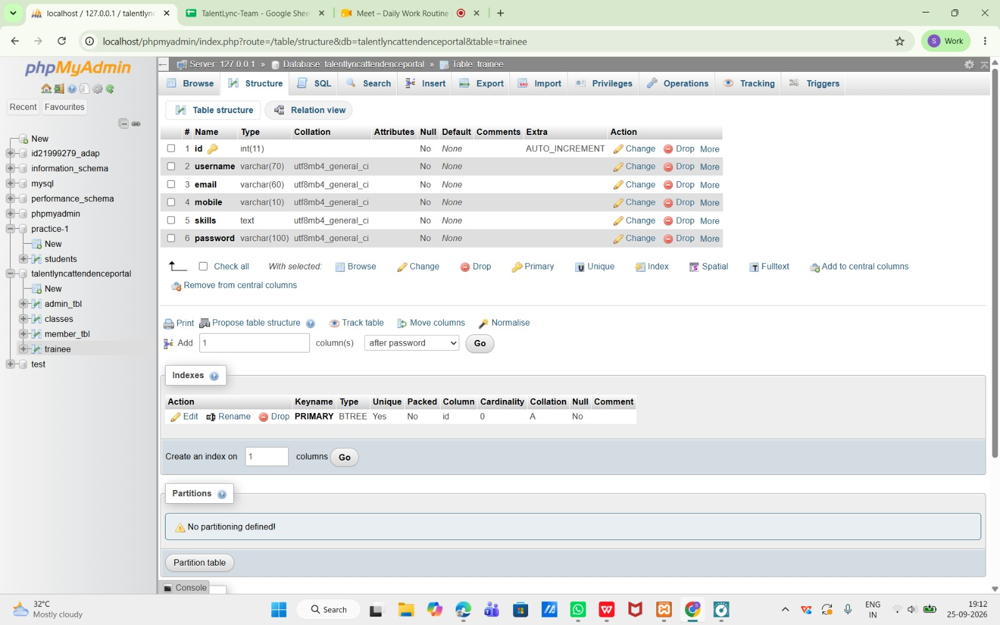 localhost / 127.0.0.1 / talentlync
TalentLync-Team - Google Shee
Meet – Daily Work Routine
localhost/phpmyadmin/index.php?route=/table/structure&db=talentlyncattendenceportal&table=trainee
S Work
phpMyAdmin
Recent Favourites
New
id21999279_adap
information_schema
mysql
performance_schema
phpmyadmin
practice-1
New
students
talentlyncattendenceportal
New
admin_tbl
classes
member_tbl
trainee
test
Server: 127.0.0.1 » Database: talentlyncattendenceportal » Table: trainee
Browse Structure SQL Search Insert Export Import Privileges Operations Tracking Triggers
Table structure Relation view
# Name Type Collation Attributes Null Default Comments Extra Action
1 id int(11) No None AUTO_INCREMENT Change Drop More
2 username varchar(70) utf8mb4_general_ci No None Change Drop More
3 email varchar(60) utf8mb4_general_ci No None Change Drop More
4 mobile varchar(10) utf8mb4_general_ci No None Change Drop More
5 skills text utf8mb4_general_ci No None Change Drop More
6 password varchar(100) utf8mb4_general_ci No None Change Drop More
Check all With selected: Browse Change Drop Primary Unique Index Spatial Fulltext Add to central columns
Remove from central columns
Print Propose table structure Track table Move columns Normalise
Add 1 column(s) after password Go
Indexes
Action Keyname Type Unique Packed Column Cardinality Collation Null Comment
Edit Rename Drop PRIMARY BTREE Yes No id 0 A No
Create an index on 1 columns Go
Partitions
No partitioning defined!
Partition table
Console
32°C
Mostly cloudy
Search
ENG
IN
19:12
25-09-2026